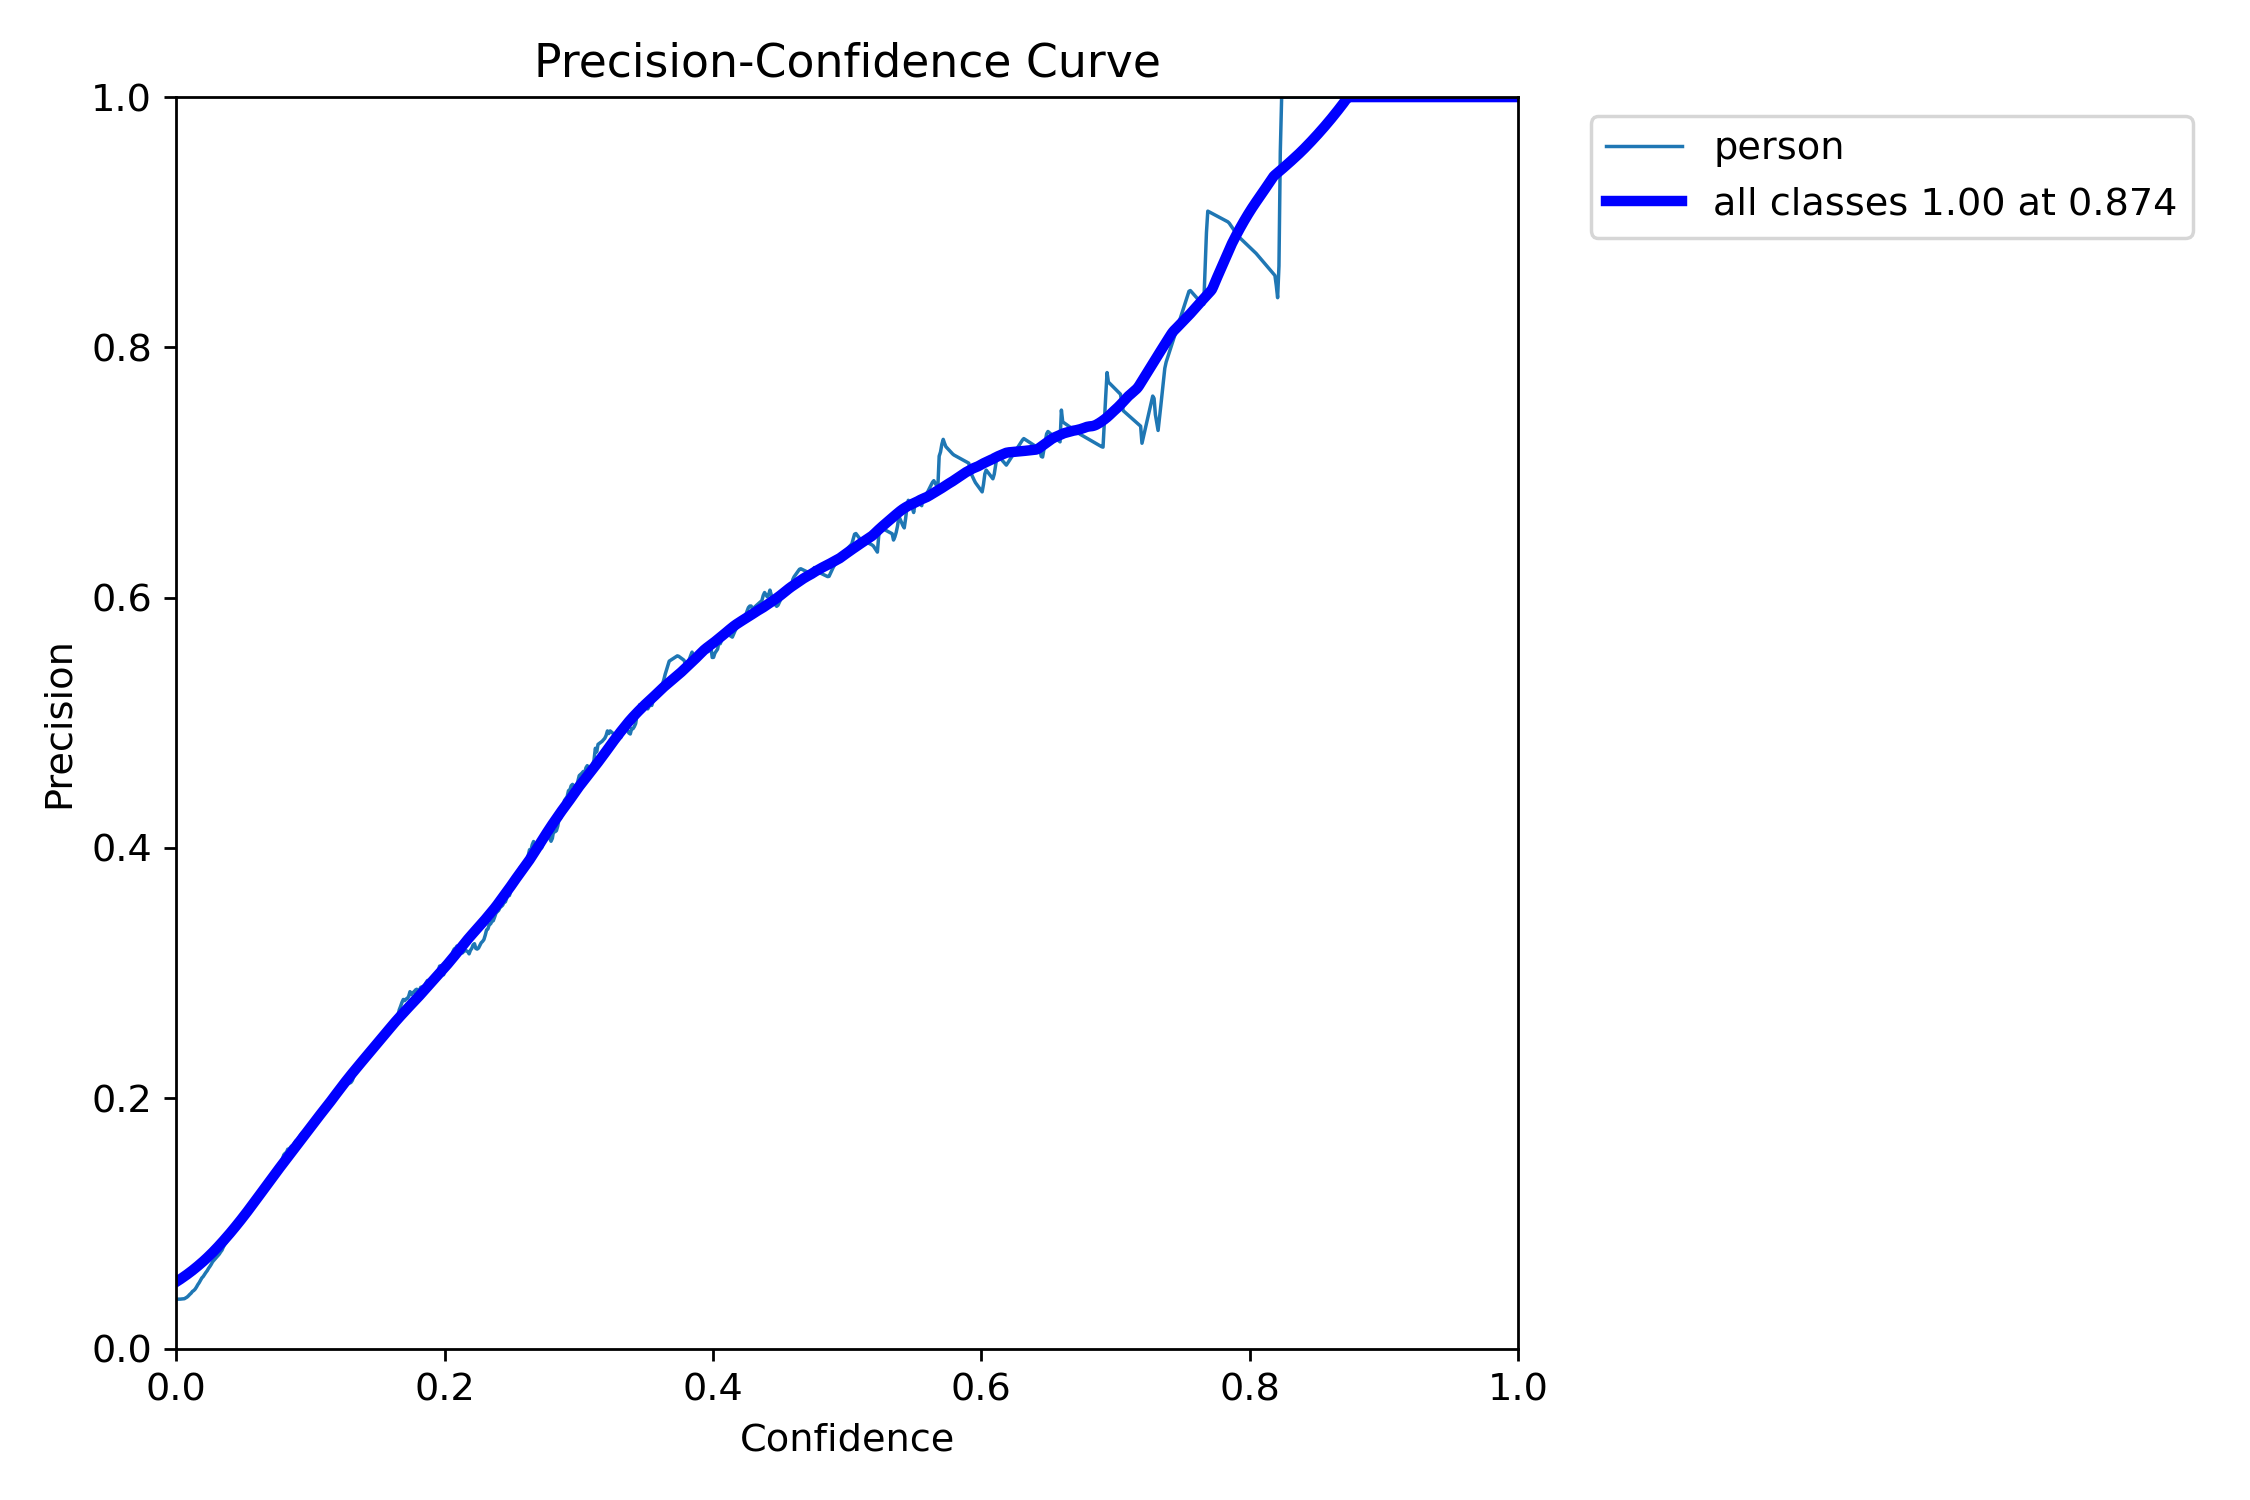 Precision-Confidence Curve
1.0
0.8
0.6
0.4
0.2
0.0
Precision
0.0 0.2 0.4 0.6 0.8 1.0
Confidence
person
all classes 1.00 at 0.874